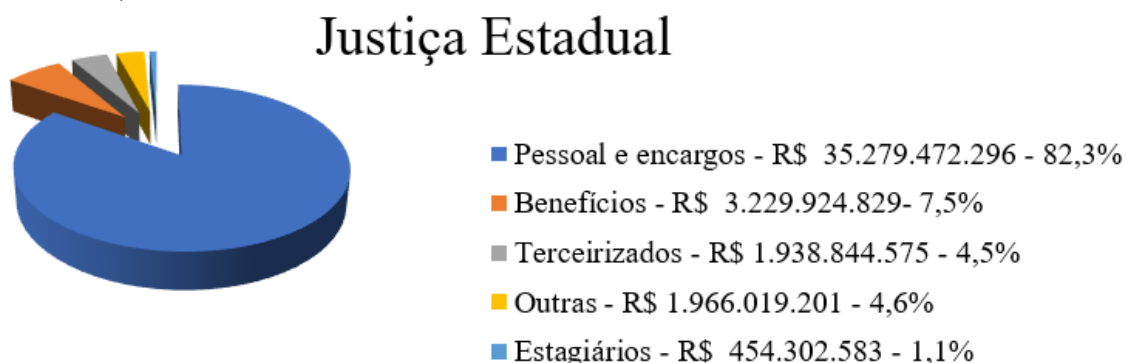 Justiça Estadual
Pessoal e encargos - R$ 35.279.472.296 - 82,3%
Benefícios - R$ 3.229.924.829- 7,5%
Terceirizados - R$ 1.938.844.575 - 4,5%
Outras - R$ 1.966.019.201 - 4,6%
Estagiários - R$ 454.302.583 - 1,1%